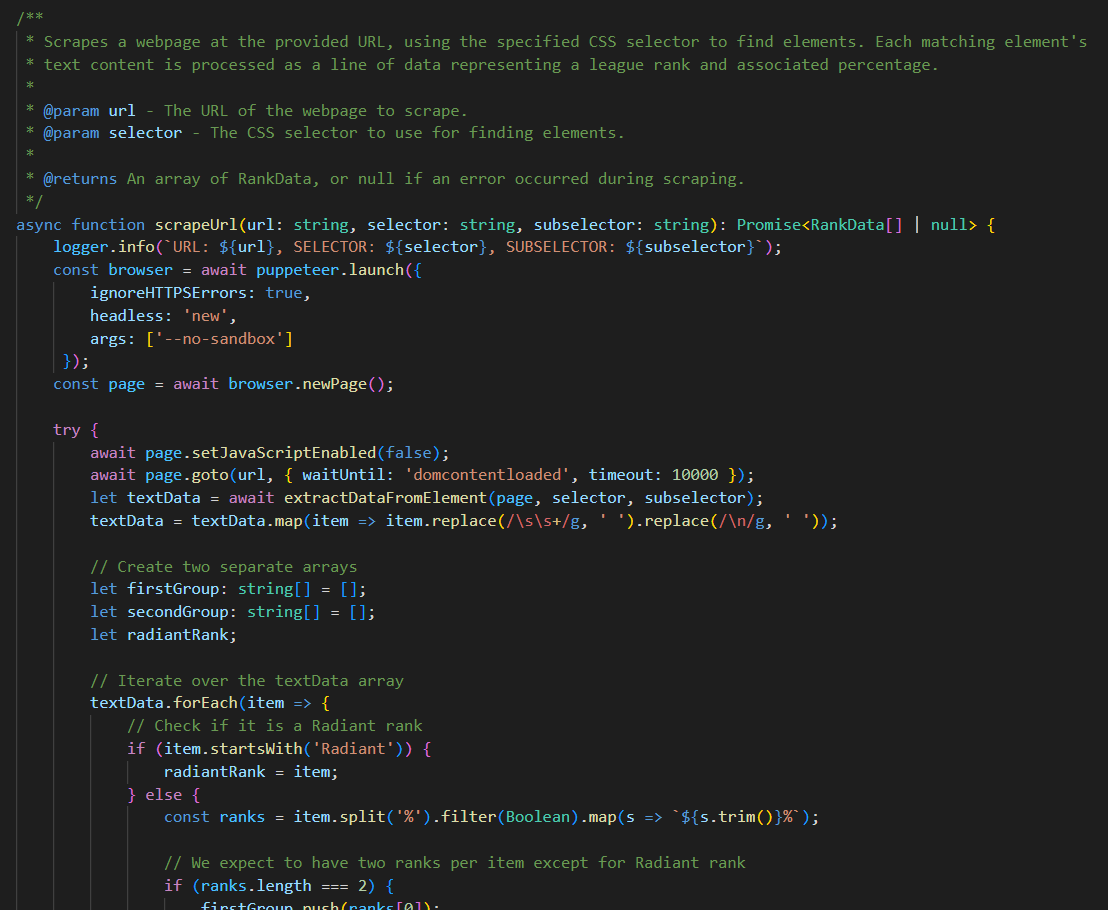 /**
 * Scrapes a webpage at the provided URL, using the specified CSS selector to find elements. Each matching element's
 * text content is processed as a line of data representing a league rank and associated percentage.
 *
 * @param url - The URL of the webpage to scrape.
 * @param selector - The CSS selector to use for finding elements.
 *
 * @returns An array of RankData, or null if an error occurred during scraping.
 */
async function scrapeUrl(url: string, selector: string, subselector: string): Promise<RankData[] | null> {
    logger.info(`URL: ${url}, SELECTOR: ${selector}, SUBSELECTOR: ${subselector}`);
    const browser = await puppeteer.launch({
        ignoreHTTPSErrors: true,
        headless: 'new',
        args: ['--no-sandbox']
     });
    const page = await browser.newPage();

    try {
        await page.setJavaScriptEnabled(false);
        await page.goto(url, { waitUntil: 'domcontentloaded', timeout: 10000 });
        let textData = await extractDataFromElement(page, selector, subselector);
        textData = textData.map(item => item.replace(/\s\s+/g, ' ').replace(/\n/g, ' '));

        // Create two separate arrays
        let firstGroup: string[] = [];
        let secondGroup: string[] = [];
        let radiantRank;

        // Iterate over the textData array
        textData.forEach(item => {
            // Check if it is a Radiant rank
            if (item.startsWith('Radiant')) {
                radiantRank = item;
            } else {
                const ranks = item.split('%').filter(Boolean).map(s => `${s.trim()}%`);

                // We expect to have two ranks per item except for Radiant rank
                if (ranks.length === 2) {
                    firstGroup.push(ranks[0]);